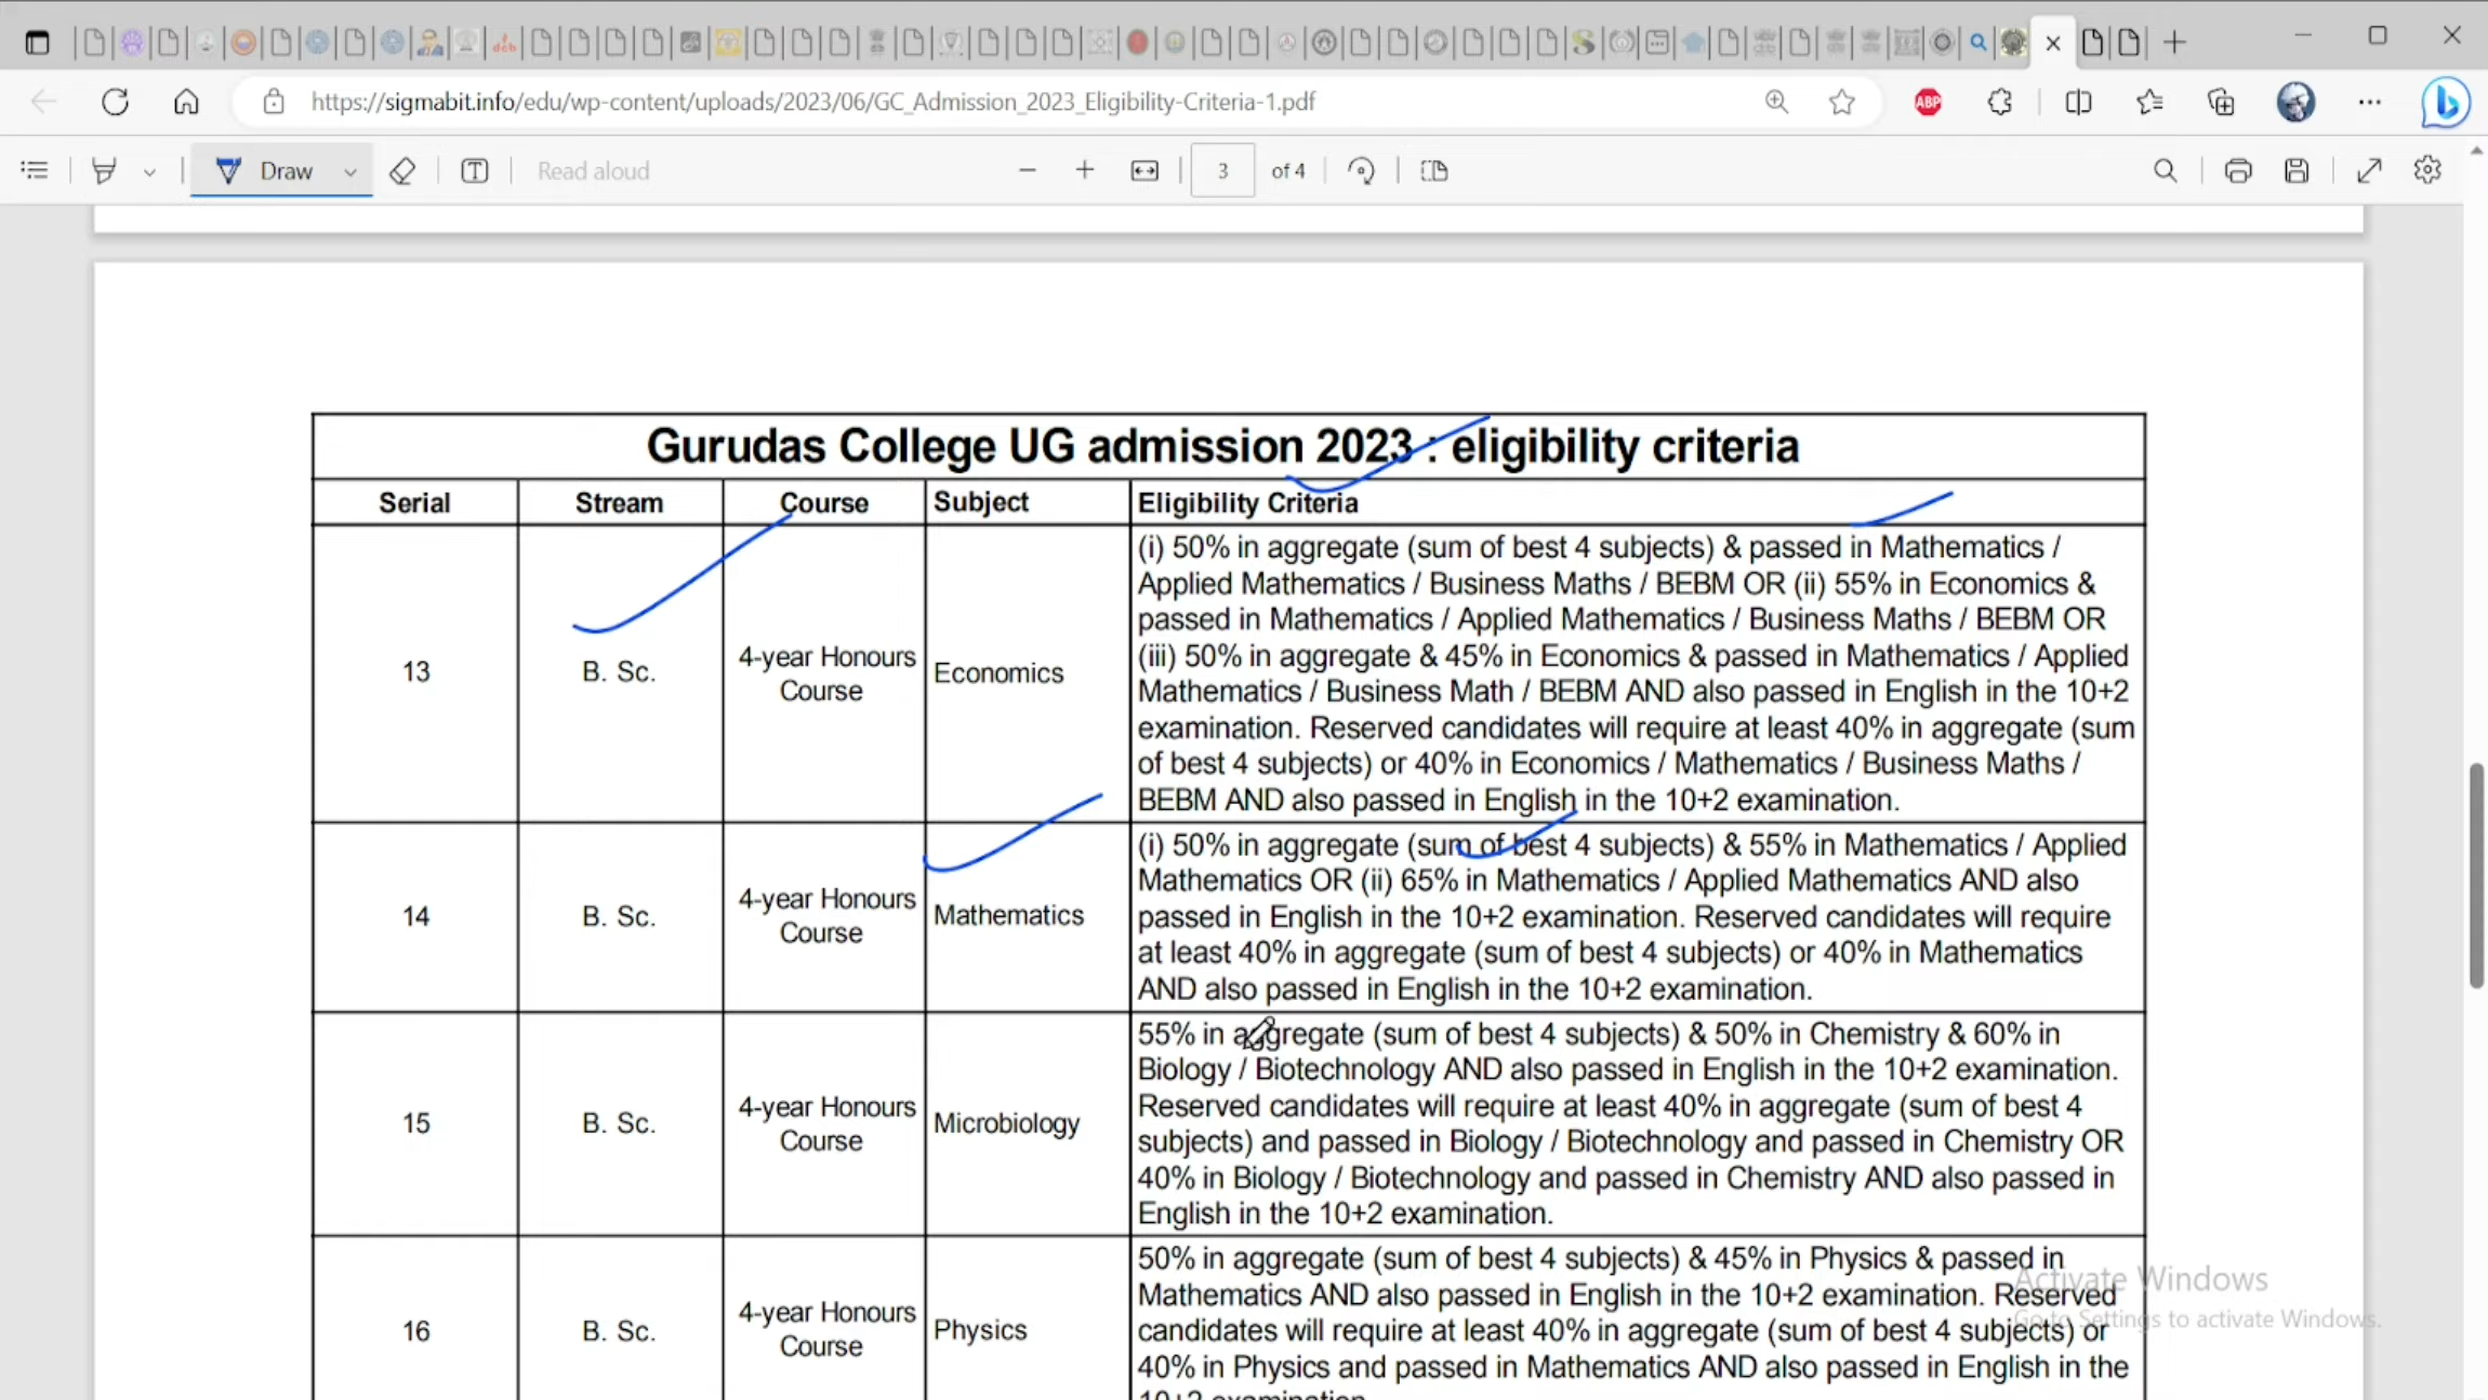 https://sigmabit.info/edu/wp-content/uploads/2023/06/GC_Admission_2023_Eligibility-Criteria-1.pdf
ABP
Draw
T
Read aloud
3
of 4
Gurudas College UG admission 2023 : eligibility criteria
Serial Stream Course Subject Eligibility Criteria
13
B. Sc.
4-year Honours
Course
Economics
(i) 50% in aggregate (sum of best 4 subjects) & passed in Mathematics /
Applied Mathematics / Business Maths / BEBM OR (ii) 55% in Economics &
passed in Mathematics / Applied Mathematics / Business Maths / BEBM OR
(iii) 50% in aggregate & 45% in Economics & passed in Mathematics / Applied
Mathematics / Business Math / BEBM AND also passed in English in the 10+2
examination. Reserved candidates will require at least 40% in aggregate (sum
of best 4 subjects) or 40% in Economics / Mathematics / Business Maths /
BEBM AND also passed in English in the 10+2 examination.
14
B. Sc.
4-year Honours
Course
Mathematics
(i) 50% in aggregate (sum of best 4 subjects) & 55% in Mathematics / Applied
Mathematics OR (ii) 65% in Mathematics / Applied Mathematics AND also
passed in English in the 10+2 examination. Reserved candidates will require
at least 40% in aggregate (sum of best 4 subjects) or 40% in Mathematics
AND also passed in English in the 10+2 examination.
15
B. Sc.
4-year Honours
Course
Microbiology
55% in aggregate (sum of best 4 subjects) & 50% in Chemistry & 60% in
Biology / Biotechnology AND also passed in English in the 10+2 examination.
Reserved candidates will require at least 40% in aggregate (sum of best 4
subjects) and passed in Biology / Biotechnology and passed in Chemistry OR
40% in Biology / Biotechnology and passed in Chemistry AND also passed in
English in the 10+2 examination.
16
B. Sc.
4-year Honours
Course
Physics
50% in aggregate (sum of best 4 subjects) & 45% in Physics & passed in
Mathematics AND also passed in English in the 10+2 examination. Reserved
candidates will require at least 40% in aggregate (sum of best 4 subjects) or
40% in Physics and passed in Mathematics AND also passed in English in the
10+2 examination
Activate Windows
Go to Settings to activate Windows.